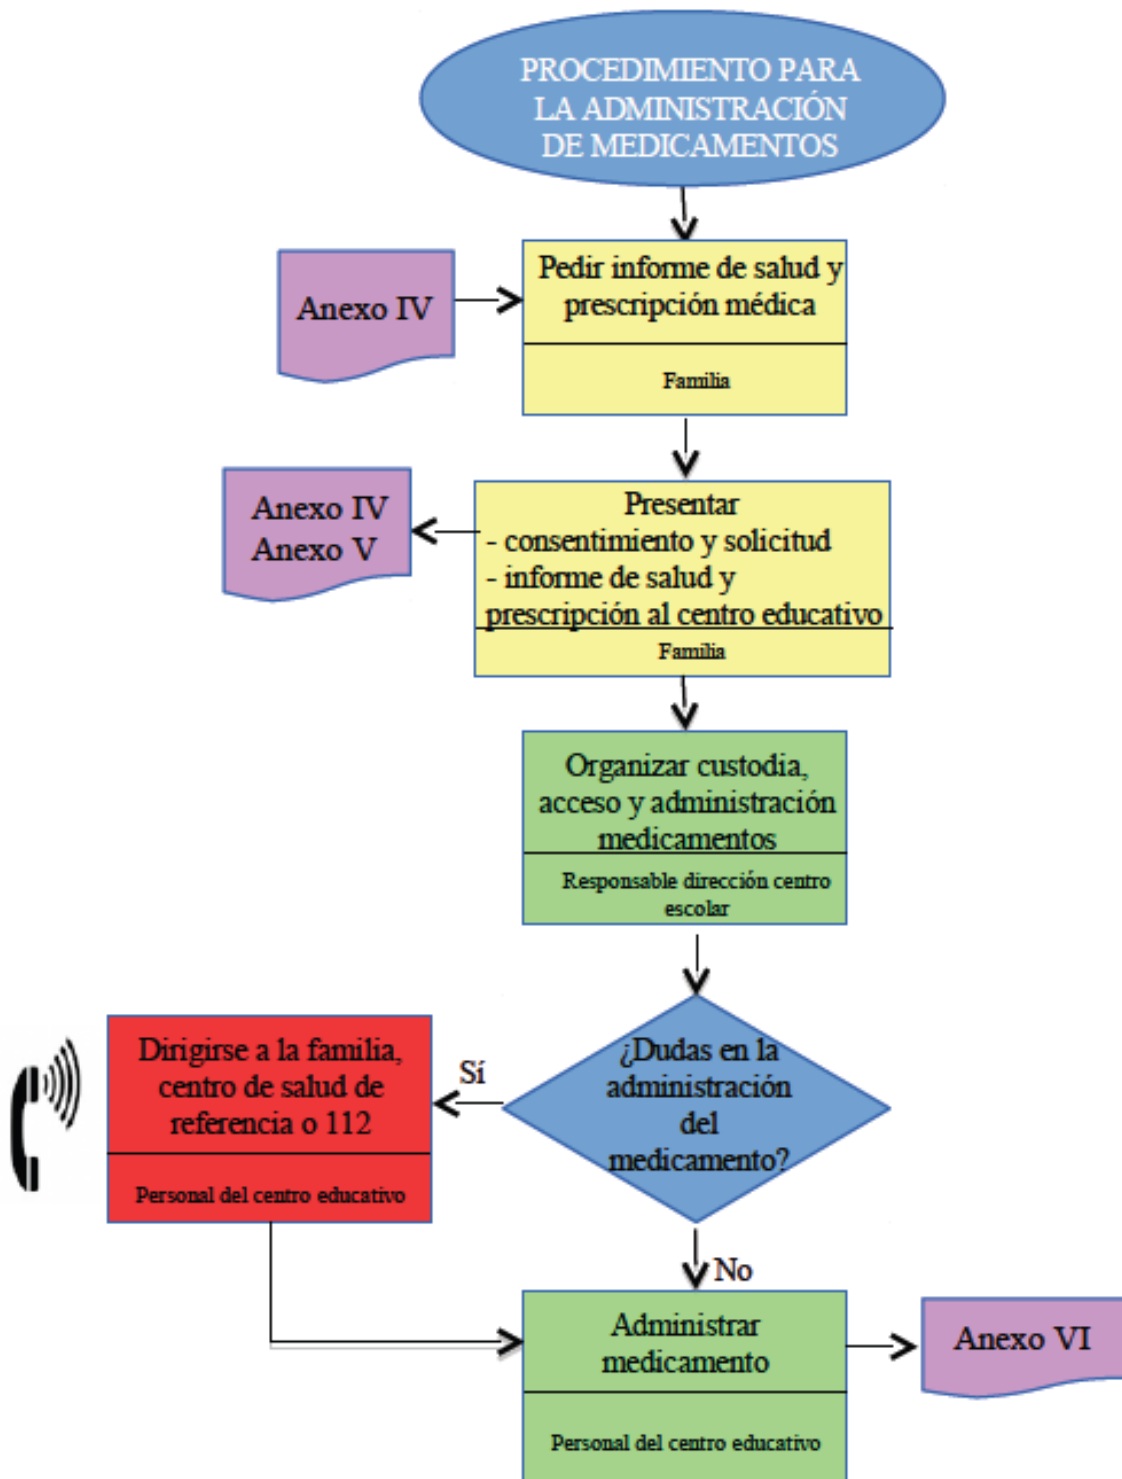 PROCEDIMIENTO PARA
LA ADMINISTRACIÓN
DE MEDICAMENTOS
Anexo IV
Pedir informe de salud y
prescripción médica
Familia
Anexo IV
Anexo V
Presentar
- consentimiento y solicitud
- informe de salud y
prescripción al centro educativo
Familia
Organizar custodia,
acceso y administración
medicamentos
Responsable dirección centro
escolar
¿Dudas en la
administración
del
medicamento?
Sí
Dirigirse a la familia,
centro de salud de
referencia o 112
Personal del centro educativo
No
Administrar
medicamento
Personal del centro educativo
Anexo VI